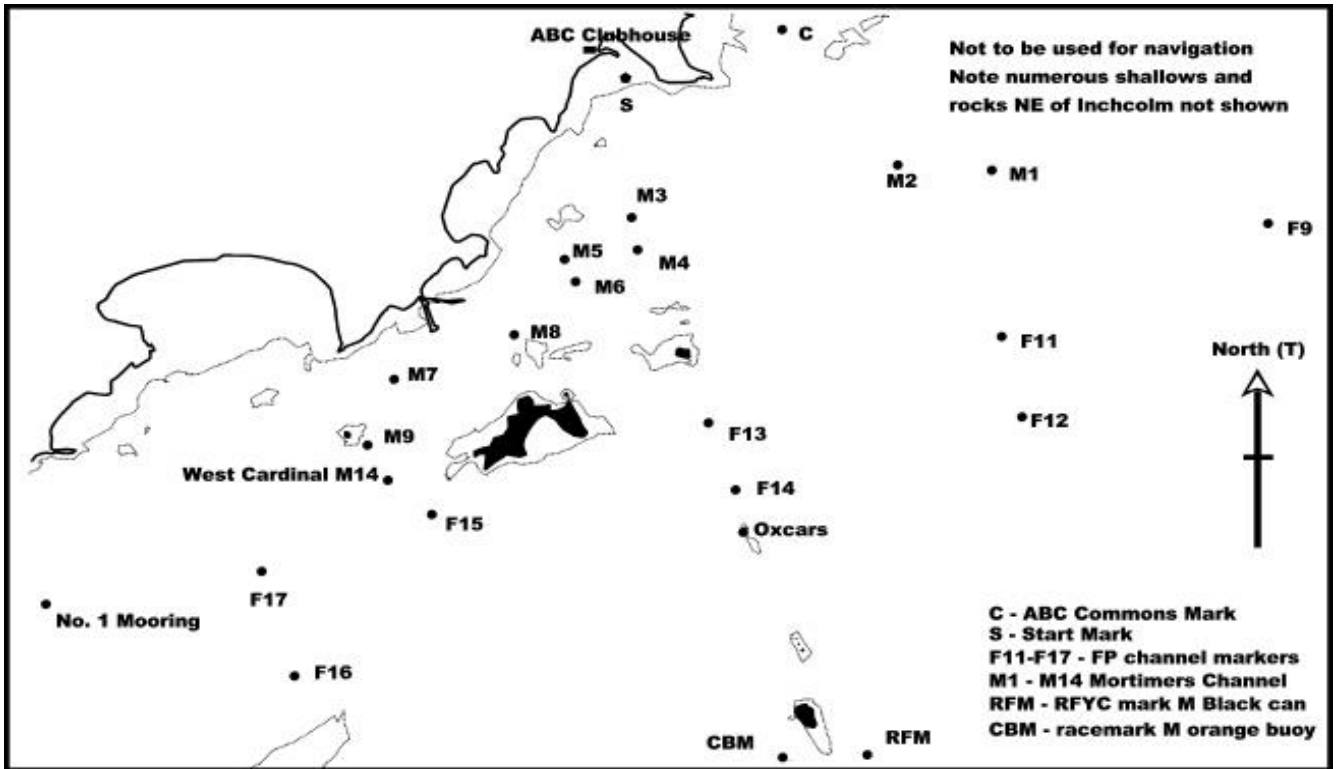 ABC Clubhouse
C
Not to be used for navigation
Note numerous shallows and
rocks NE of Inchcolm not shown
S
M2
M1
M3
F9
M5
M4
M6
M8
F11
North (T)
M7
F12
F13
M9
West Cardinal M14
F14
F15
Oxcars
F17
No. 1 Mooring
F16
C - ABC Commons Mark
S - Start Mark
F11-F17 - FP channel markers
M1 - M14 Mortimers Channel
RFM - RFYC mark M Black can
CBM - racemark M orange buoy
CBM
RFM